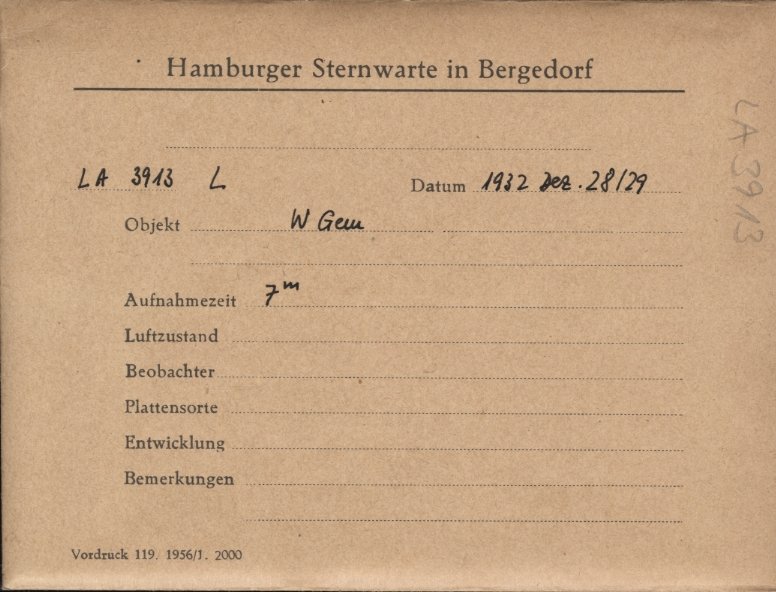 Hamburger Sternwarte in Bergedorf
LA 3913 L Datum 1932 Dez. 28/29
Objekt W Gem
Aufnahmezeit 7m
Luftzustand
Beobachter
Plattensorte
Entwicklung
Bemerkungen
Vordruck 119. 1956/1. 2000
LA 3913